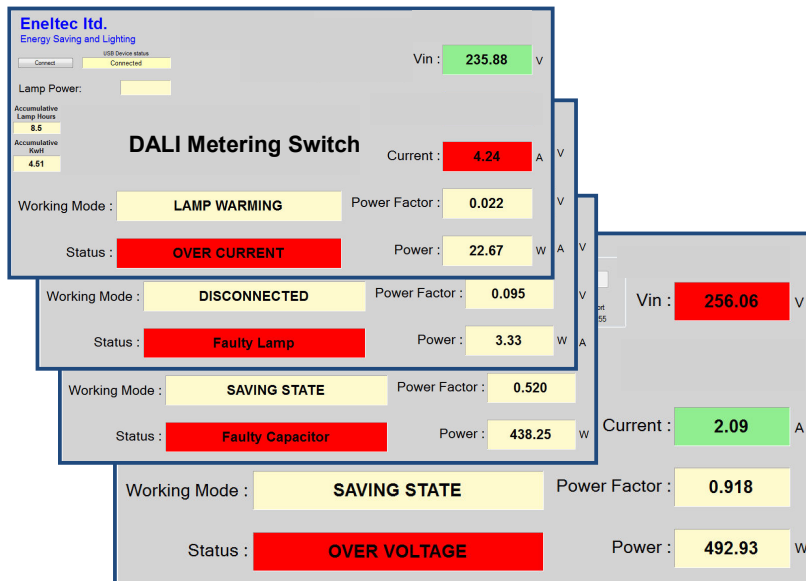 Eneltec ltd.
Energy Saving and Lighting
USB Device status
Connect
Connected
Vin : 235.88 V
Lamp Power:
Accumulative
Lamp Hours
8.5
Accumulative
KwH
4.51
DALI Metering Switch
Current : 4.24 A
Working Mode : LAMP WARMING
Power Factor : 0.022
Status : OVER CURRENT
Power : 22.67 W
V
V
A
Working Mode : DISCONNECTED
Power Factor : 0.095
Status : Faulty Lamp
Power : 3.33 W
V
V
A
Working Mode : SAVING STATE
Power Factor : 0.520
Status : Faulty Capacitor
Power : 438.25 W
55
Vin : 256.06 V
Current : 2.09 A
Working Mode : SAVING STATE
Power Factor : 0.918
Status : OVER VOLTAGE
Power : 492.93 W